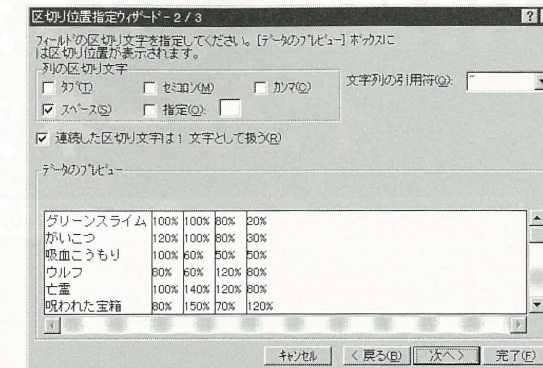 区切り位置指定ウィザード - 2 / 3
フィールドの区切り文字を指定してください。[データのプレビュー] ボックスに
は区切り位置が表示されます。
列の区切り文字
タブ(T) セミコロン(M) カンマ(C) 文字列の引用符(Q): "
スペース(S) 指定(O):
連続した区切り文字は 1 文字として扱う(R)
データのプレビュー
グリーンスライム 100% 100% 80% 20%
がいこつ 120% 100% 80% 30%
吸血こうもり 100% 60% 50% 50%
ウルフ 80% 60% 120% 80%
亡霊 100% 140% 120% 80%
呪われた宝箱 80% 150% 70% 120%
キャンセル < 戻る(B) 次へ > 完了(F)